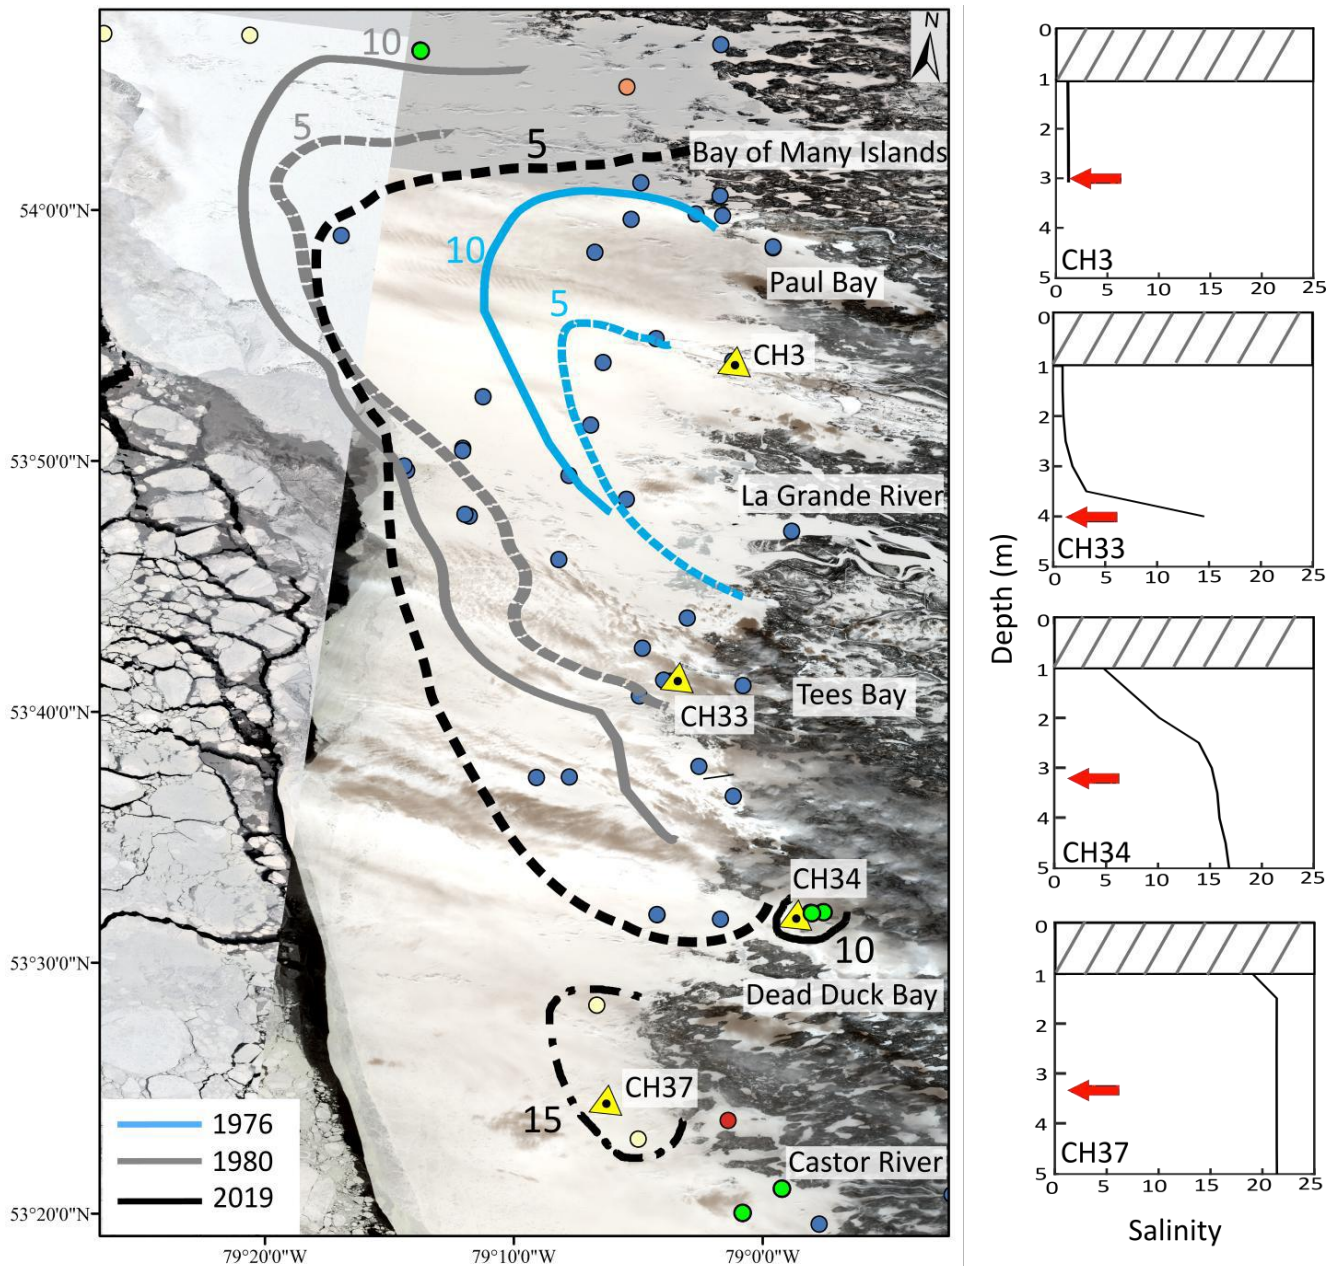 N
10
5
5
Bay of Many Islands
54°0'0"N
10
Paul Bay
5
CH3
53°50'0"N
La Grande River
Tees Bay
CH33
53°40'0"N
CH34
10
53°30'0"N
Dead Duck Bay
CH37
15
1976
Castor River
1980
2019
53°20'0"N
79°20'0"W
79°10'0"W
79°0'0"W
Depth (m)
0
1
2
3
4
5
CH3
0 5 10 15 20 25
0
1
2
3
4
5
CH33
0 5 10 15 20 25
0
1
2
3
4
5
CH34
0 5 10 15 20 25
0
1
2
3
4
5
CH37
0 5 10 15 20 25
Salinity